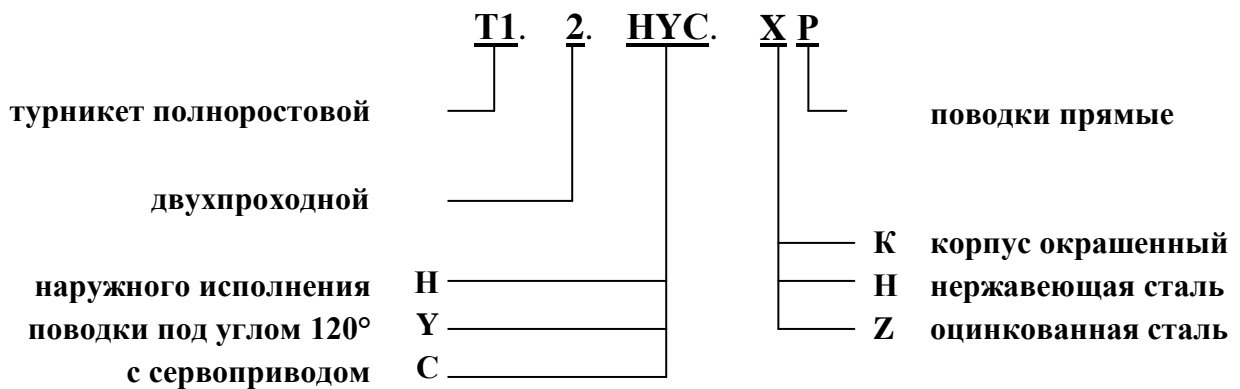 Т1. 2. НYС. Х Р
турникет полноростовой
поводки прямые
двухпроходной
К корпус окрашенный
наружного исполнения Н
Н нержавеющая сталь
поводки под углом 120° Y
Z оцинкованная сталь
с сервоприводом С